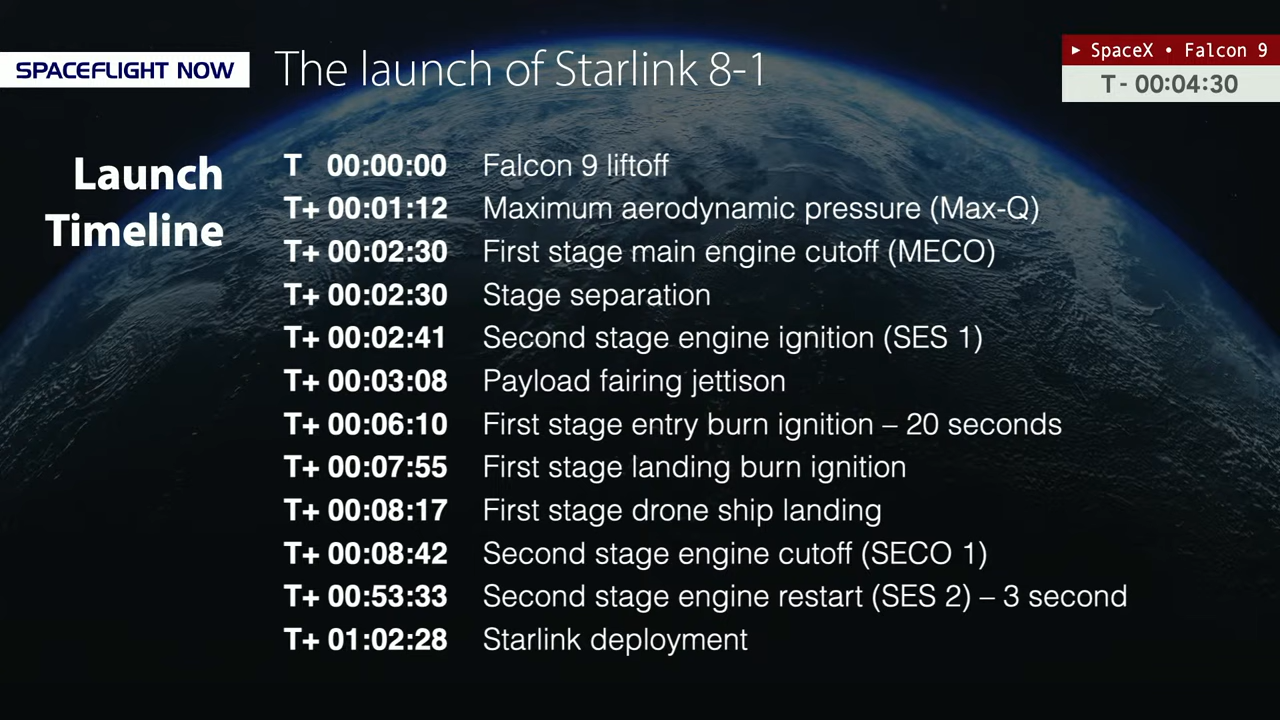 SPACEFLIGHT NOW
The launch of Starlink 8-1
▸ SpaceX • Falcon 9
T - 00:04:30
Launch
Timeline
T 00:00:00 Falcon 9 liftoff
T+ 00:01:12 Maximum aerodynamic pressure (Max-Q)
T+ 00:02:30 First stage main engine cutoff (MECO)
T+ 00:02:30 Stage separation
T+ 00:02:41 Second stage engine ignition (SES 1)
T+ 00:03:08 Payload fairing jettison
T+ 00:06:10 First stage entry burn ignition – 20 seconds
T+ 00:07:55 First stage landing burn ignition
T+ 00:08:17 First stage drone ship landing
T+ 00:08:42 Second stage engine cutoff (SECO 1)
T+ 00:53:33 Second stage engine restart (SES 2) – 3 second
T+ 01:02:28 Starlink deployment